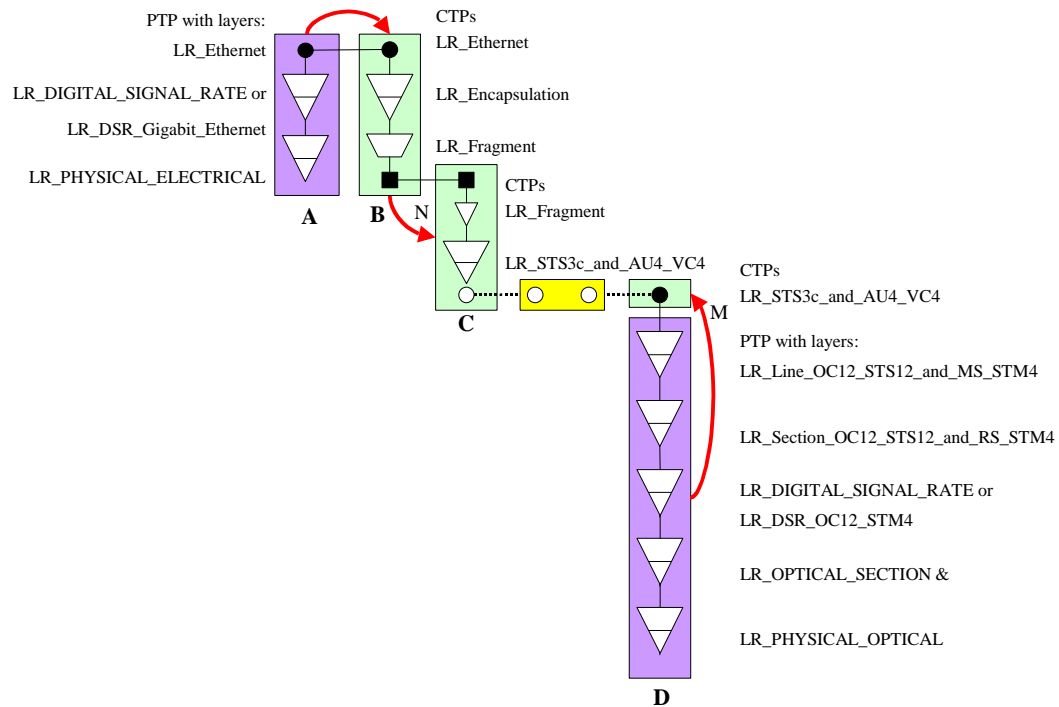 PTP with layers:
LR_Ethernet
LR_DIGITAL_SIGNAL_RATE or
LR_DSR_Gigabit_Ethernet
LR_PHYSICAL_ELECTRICAL
A
CTPs
LR_Ethernet
LR_Encapsulation
LR_Fragment
B
N
CTPs
LR_Fragment
LR_STS3c_and_AU4_VC4
C
CTPs
LR_STS3c_and_AU4_VC4
M
PTP with layers:
LR_Line_OC12_STS12_and_MS_STM4
LR_Section_OC12_STS12_and_RS_STM4
LR_DIGITAL_SIGNAL_RATE or
LR_DSR_OC12_STM4
LR_OPTICAL_SECTION &
LR_PHYSICAL_OPTICAL
D